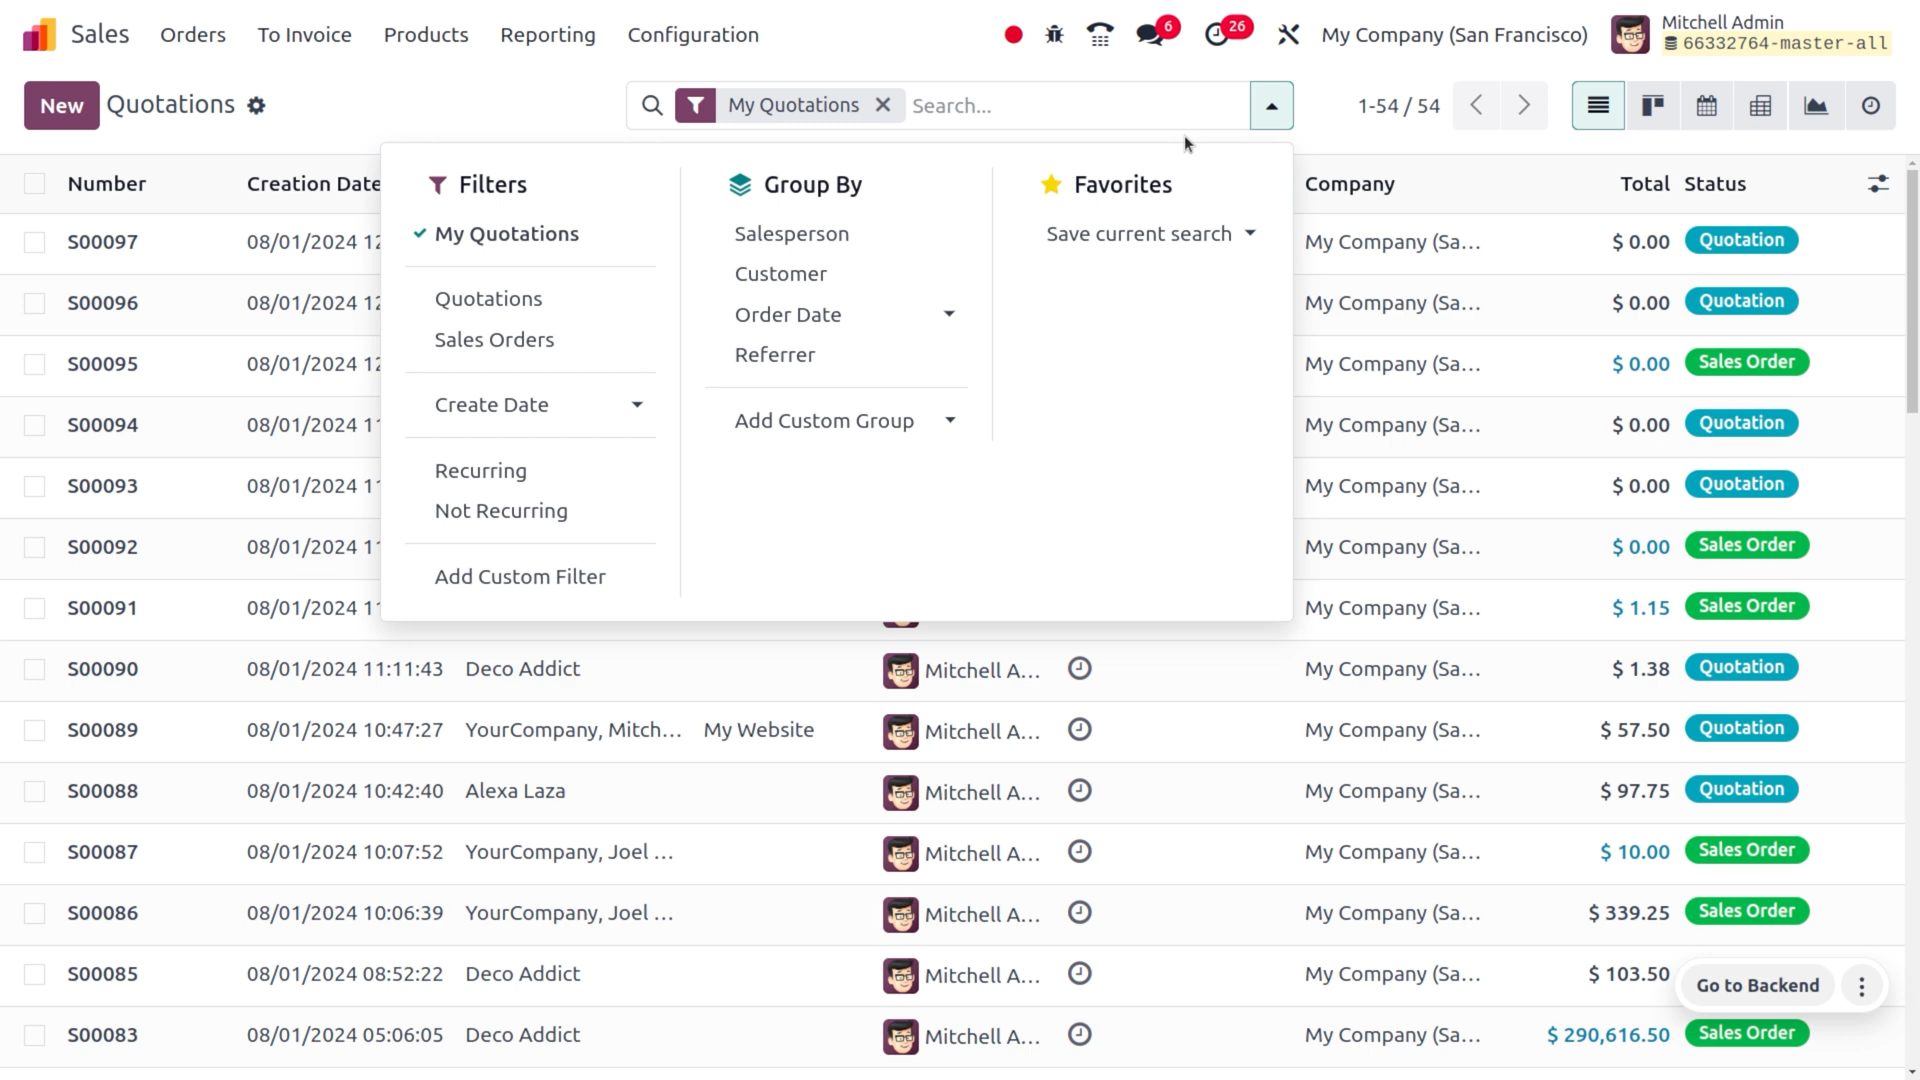 Sales Orders To Invoice Products Reporting Configuration 6 26 My Company (San Francisco) Mitchell Admin
66332764-master-all
New Quotations My Quotations Search... 1-54 / 54
Number Creation Date Company Total Status
Filters
My Quotations
Quotations
Sales Orders
Create Date
Recurring
Not Recurring
Add Custom Filter
Group By
Salesperson
Customer
Order Date
Referrer
Add Custom Group
Favorites
Save current search
S00097 08/01/2024 12 My Company (Sa... $ 0.00 Quotation
S00096 08/01/2024 12 My Company (Sa... $ 0.00 Quotation
S00095 08/01/2024 12 My Company (Sa... $ 0.00 Sales Order
S00094 08/01/2024 11 My Company (Sa... $ 0.00 Quotation
S00093 08/01/2024 11 My Company (Sa... $ 0.00 Quotation
S00092 08/01/2024 11 My Company (Sa... $ 0.00 Sales Order
S00091 08/01/2024 11 My Company (Sa... $ 1.15 Sales Order
S00090 08/01/2024 11:11:43 Deco Addict Mitchell A... My Company (Sa... $ 1.38 Quotation
S00089 08/01/2024 10:47:27 YourCompany, Mitch... My Website Mitchell A... My Company (Sa... $ 57.50 Quotation
S00088 08/01/2024 10:42:40 Alexa Laza Mitchell A... My Company (Sa... $ 97.75 Quotation
S00087 08/01/2024 10:07:52 YourCompany, Joel ... Mitchell A... My Company (Sa... $ 10.00 Sales Order
S00086 08/01/2024 10:06:39 YourCompany, Joel ... Mitchell A... My Company (Sa... $ 339.25 Sales Order
S00085 08/01/2024 08:52:22 Deco Addict Mitchell A... My Company (Sa... $ 103.50 Go to Backend
S00083 08/01/2024 05:06:05 Deco Addict Mitchell A... My Company (Sa... $ 290,616.50 Sales Order